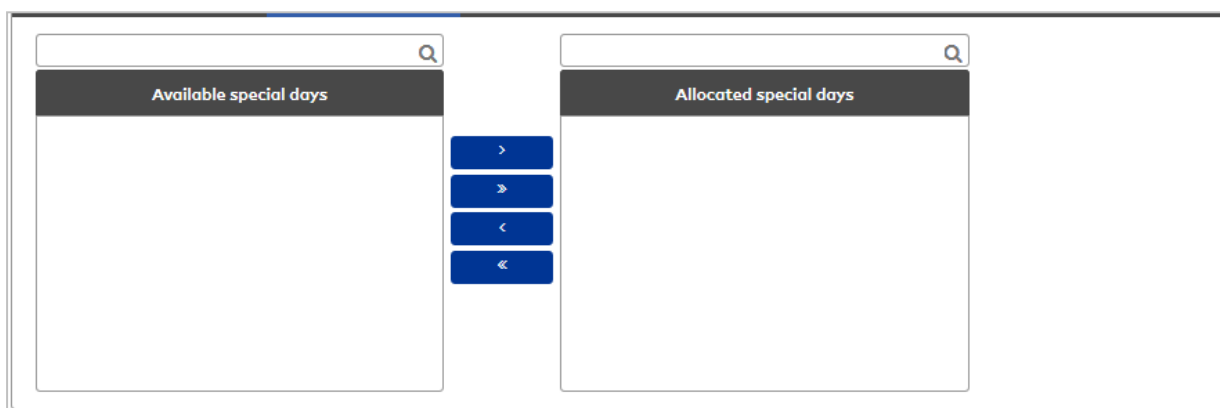 Available special days
Allocated special days
>
»
<
«